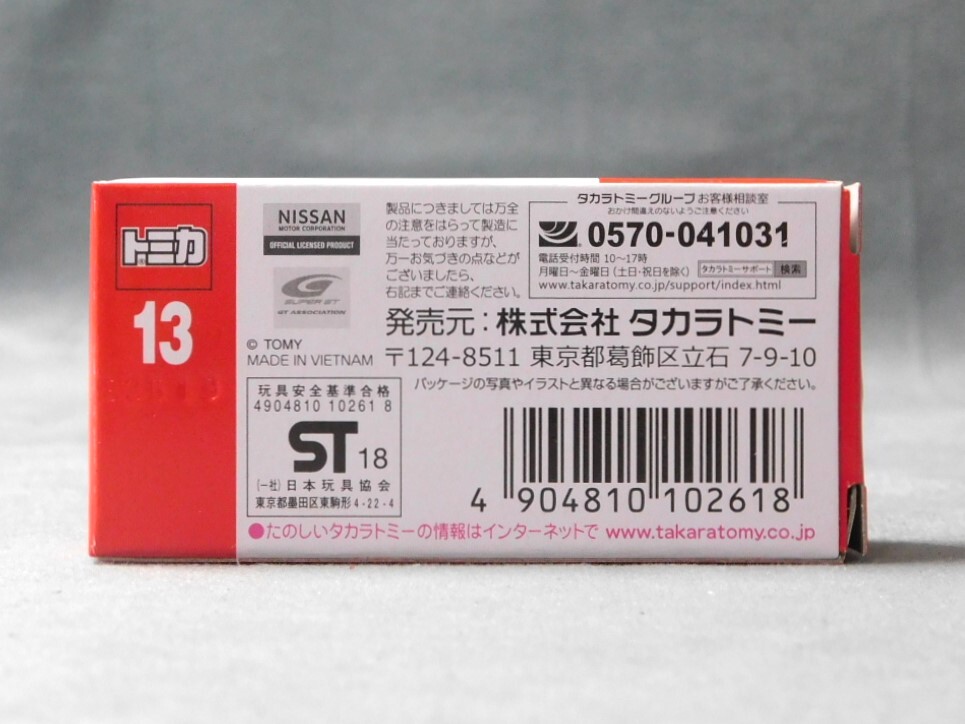 トミカ
13
NISSAN
MOTOR CORPORATION
OFFICIAL LICENSED PRODUCT
SUPER GT
GT ASSOCIATION
© TOMY
MADE IN VIETNAM
製品につきましては万全
の注意をはらって製造に
当たっておりますが、
万一お気づきの点などが
ございましたら、
右記までご連絡ください。
タカラトミーグループお客様相談室
おかけ間違えのないようご注意ください
0570-041031
電話受付時間 10〜17時
月曜日〜金曜日 (土・日・祝日を除く)
タカラトミーサポート 検索
www.takaratomy.co.jp/support/index.html
発売元：株式会社 タカラトミー
〒124-8511 東京都葛飾区立石 7-9-10
パッケージの写真やイラストと異なる場合がございますがご了承ください。
玩具安全基準合格
4904810 10261 8
ST 18
(一社) 日本玩具協会
東京都墨田区東駒形4-22-4
4 904810 102618
●たのしいタカラトミーの情報はインターネットで www.takaratomy.co.jp